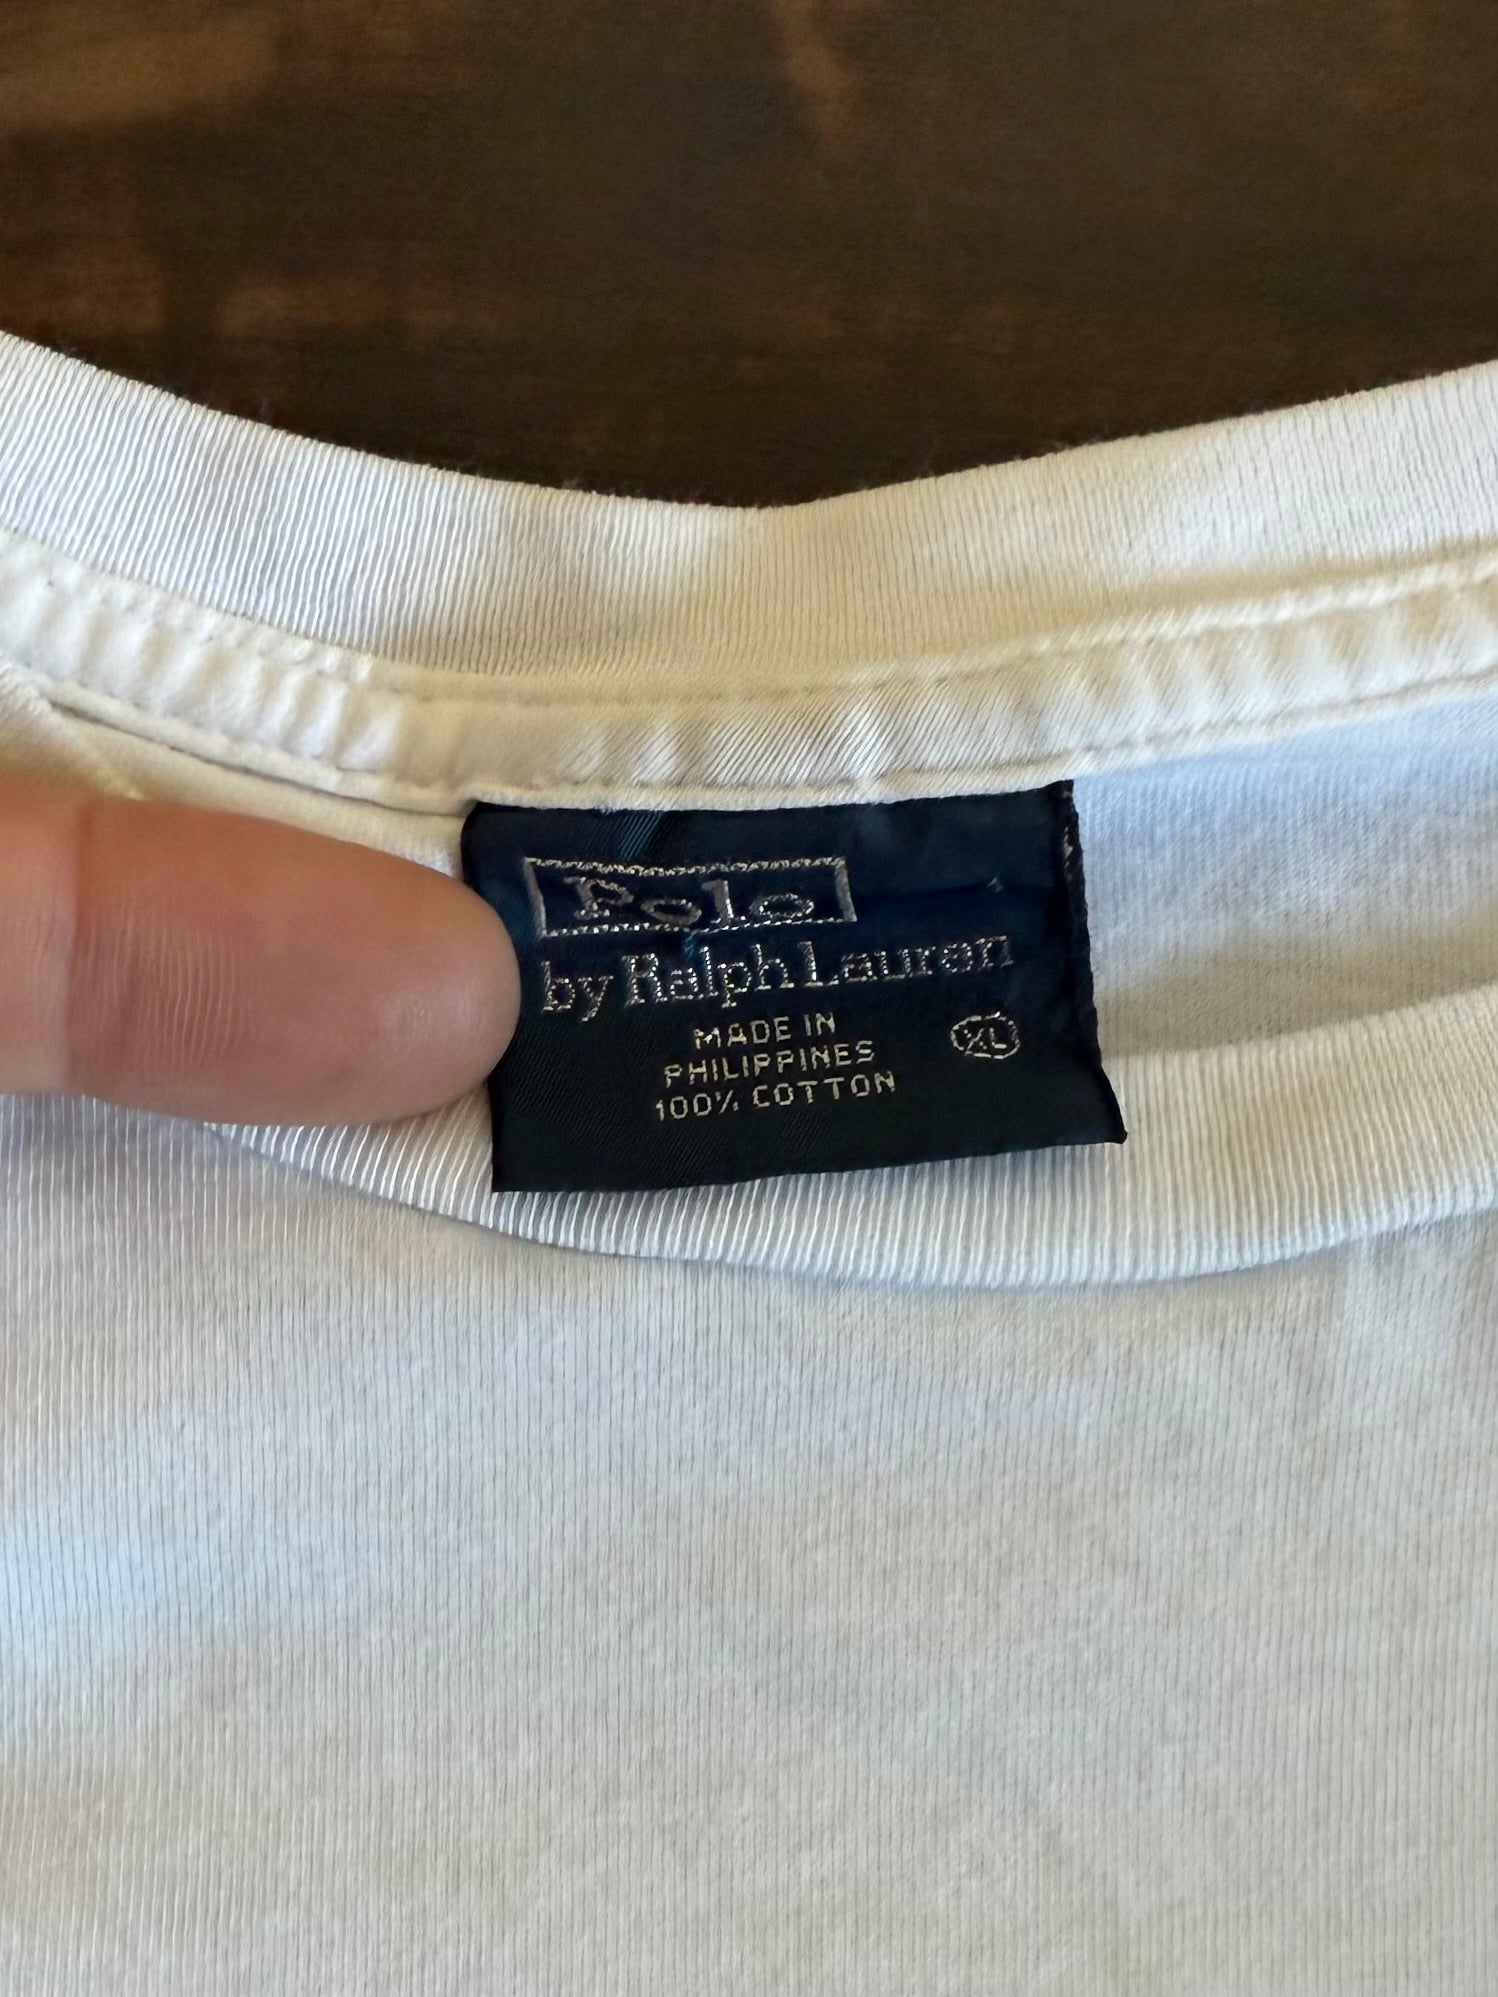 Polo
by Ralph Lauren
MADE IN
PHILIPPINES
100% COTTON
XL